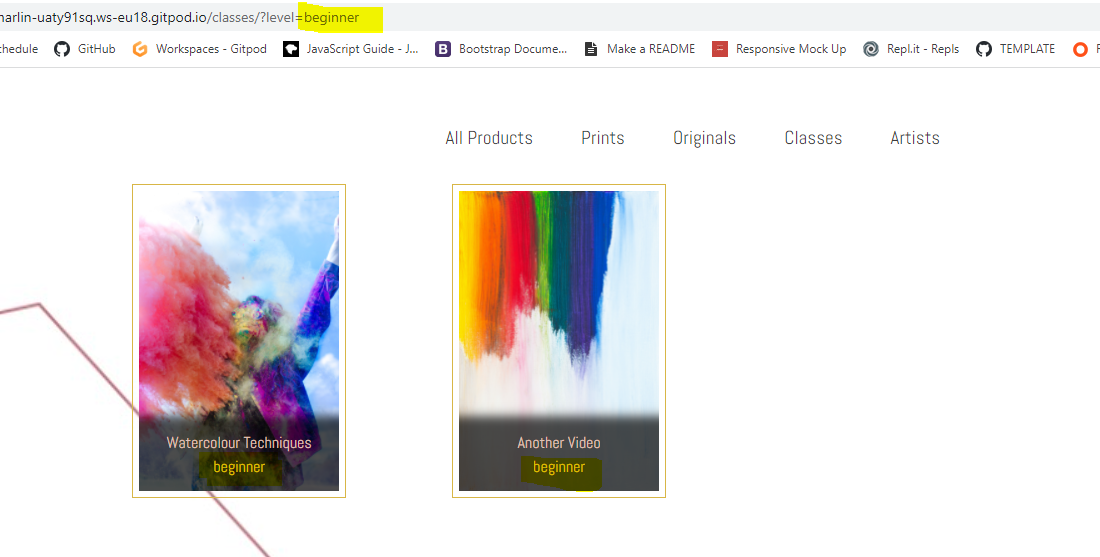 narlin-uaty91sq.ws-eu18.gitpod.io/classes/?level=beginner
chedule GitHub Workspaces - Gitpod JavaScript Guide - J... Bootstrap Docume... Make a README Responsive Mock Up Repl.it - Repls TEMPLATE
All Products Prints Originals Classes Artists
Watercolour Techniques
beginner
Another Video
beginner